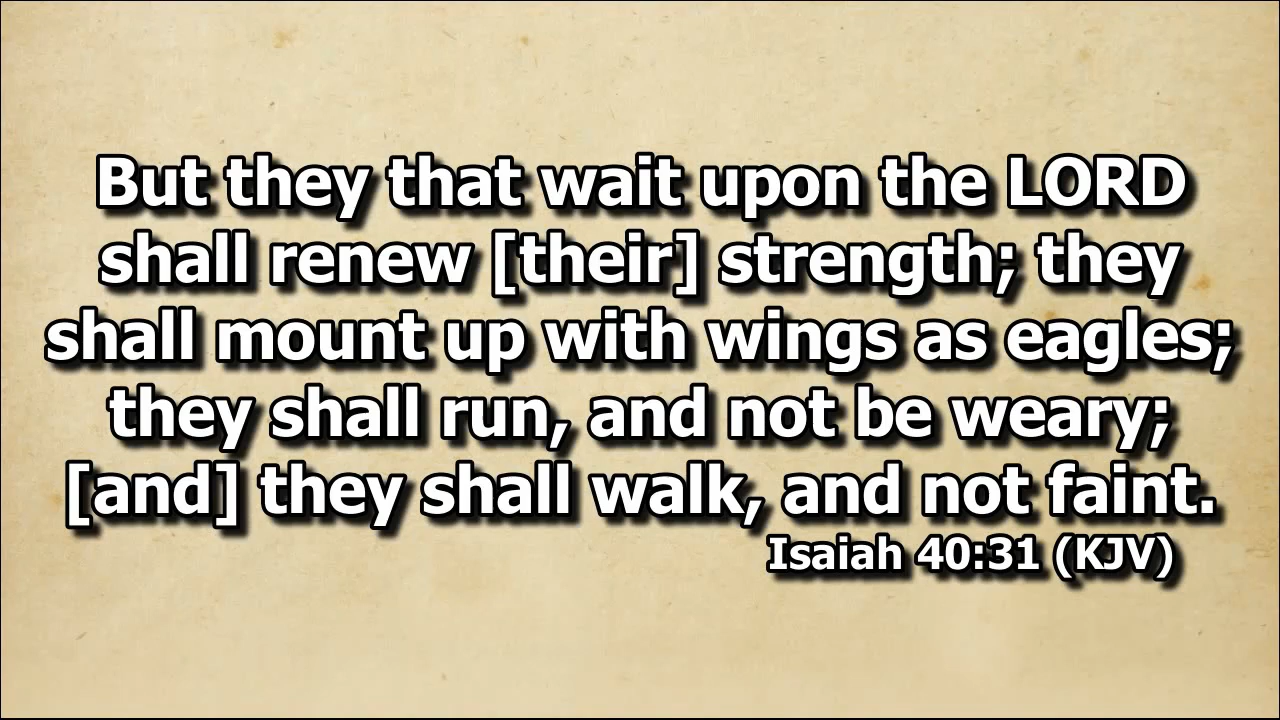 But they that wait upon the LORD
shall renew [their] strength; they
shall mount up with wings as eagles;
they shall run, and not be weary;
[and] they shall walk, and not faint.
Isaiah 40:31 (KJV)